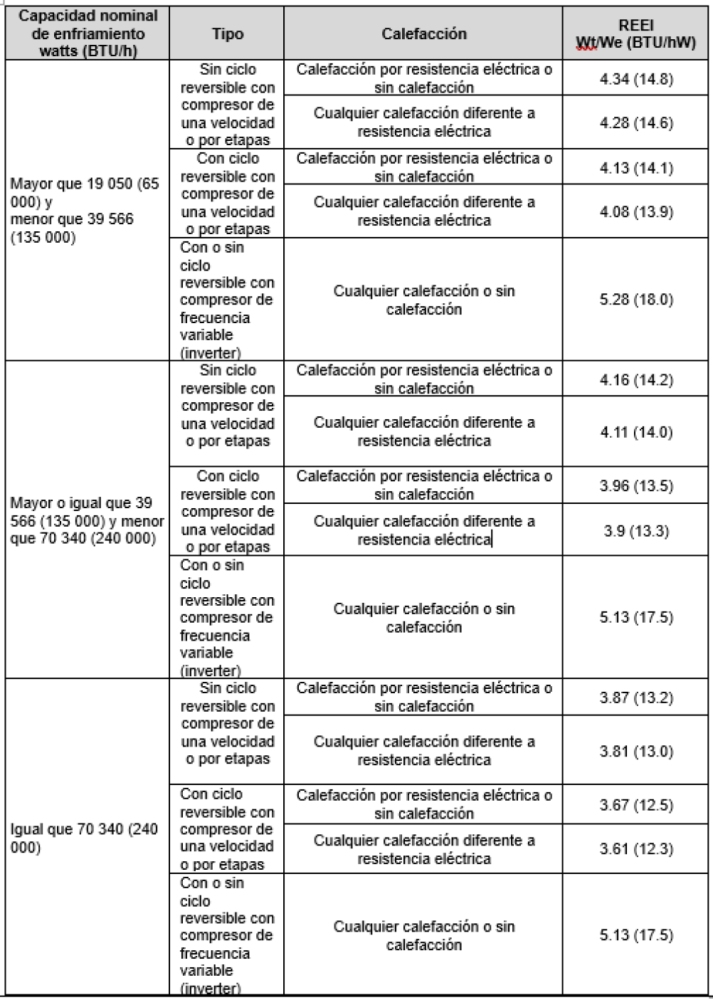 Capacidad nominal
de enfriamiento
watts (BTU/h)
Tipo
Calefacción
REEI
Wt/We (BTU/hW)
Mayor que 19 050 (65
000) y
menor que 39 566
(135 000)
Sin ciclo
reversible con
compresor de
una velocidad
o por etapas
Calefacción por resistencia eléctrica o
sin calefacción
4.34 (14.8)
Cualquier calefacción diferente a
resistencia eléctrica
4.28 (14.6)
Con ciclo
reversible con
compresor de
una velocidad
o por etapas
Calefacción por resistencia eléctrica o
sin calefacción
4.13 (14.1)
Cualquier calefacción diferente a
resistencia eléctrica
4.08 (13.9)
Con o sin
ciclo
reversible con
compresor de
frecuencia
variable
(inverter)
Cualquier calefacción o sin
calefacción
5.28 (18.0)
Mayor o igual que 39
566 (135 000) y menor
que 70 340 (240 000)
Sin ciclo
reversible con
compresor de
una velocidad
o por etapas
Calefacción por resistencia eléctrica o
sin calefacción
4.16 (14.2)
Cualquier calefacción diferente a
resistencia eléctrica
4.11 (14.0)
Con ciclo
reversible con
compresor de
una velocidad
o por etapas
Calefacción por resistencia eléctrica o
sin calefacción
3.96 (13.5)
Cualquier calefacción diferente a
resistencia eléctrica
3.9 (13.3)
Con o sin
ciclo
reversible con
compresor de
frecuencia
variable
(inverter)
Cualquier calefacción o sin
calefacción
5.13 (17.5)
Igual que 70 340 (240
000)
Sin ciclo
reversible con
compresor de
una velocidad
o por etapas
Calefacción por resistencia eléctrica o
sin calefacción
3.87 (13.2)
Cualquier calefacción diferente a
resistencia eléctrica
3.81 (13.0)
Con ciclo
reversible con
compresor de
una velocidad
o por etapas
Calefacción por resistencia eléctrica o
sin calefacción
3.67 (12.5)
Cualquier calefacción diferente a
resistencia eléctrica
3.61 (12.3)
Con o sin
ciclo
reversible con
compresor de
frecuencia
variable
(inverter)
Cualquier calefacción o sin
calefacción
5.13 (17.5)